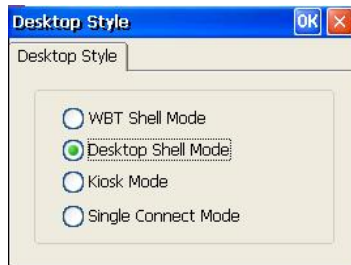 Desktop Style
OK
Desktop Style
WBT Shell Mode
Desktop Shell Mode
Kiosk Mode
Single Connect Mode